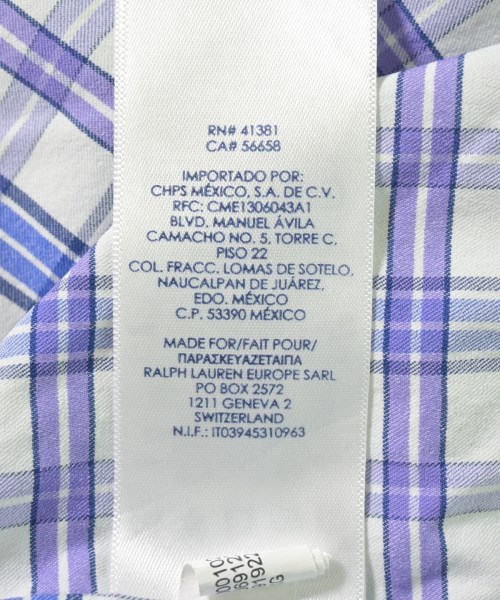 RN# 41381
CA# 56658
IMPORTADO POR:
CHPS MÉXICO, S.A. DE C.V.
RFC: CME1306043A1
BLVD. MANUEL ÁVILA
CAMACHO NO. 5, TORRE C,
PISO 22
COL. FRACC. LOMAS DE SOTELO,
NAUCALPAN DE JUÁREZ,
EDO. MÉXICO
C.P. 53390 MÉXICO
MADE FOR/FAIT POUR/
ΠΑΡΑΣΚΕΥΑΖΕΤΑΙΓΙΑ
RALPH LAUREN EUROPE SARL
PO BOX 2572
1211 GENEVA 2
SWITZERLAND
N.I.F.: IT03945310963